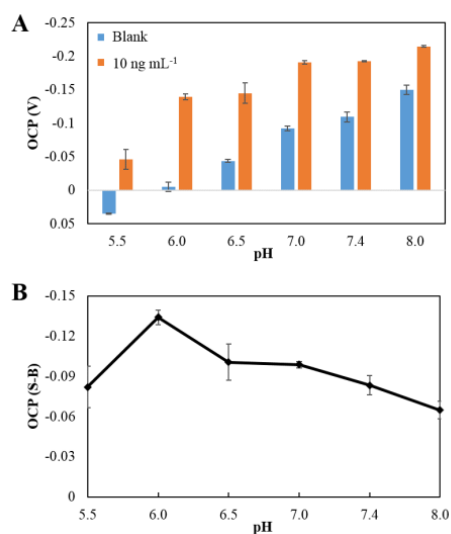 A
Blank
10 ng mL⁻¹
OCP (V)
-0.25
-0.2
-0.15
-0.1
-0.05
0
0.05
5.5 6.0 6.5 7.0 7.4 8.0
pH
B
OCP (S-B)
-0.15
-0.12
-0.09
-0.06
-0.03
0
5.5 6.0 6.5 7.0 7.4 8.0
pH